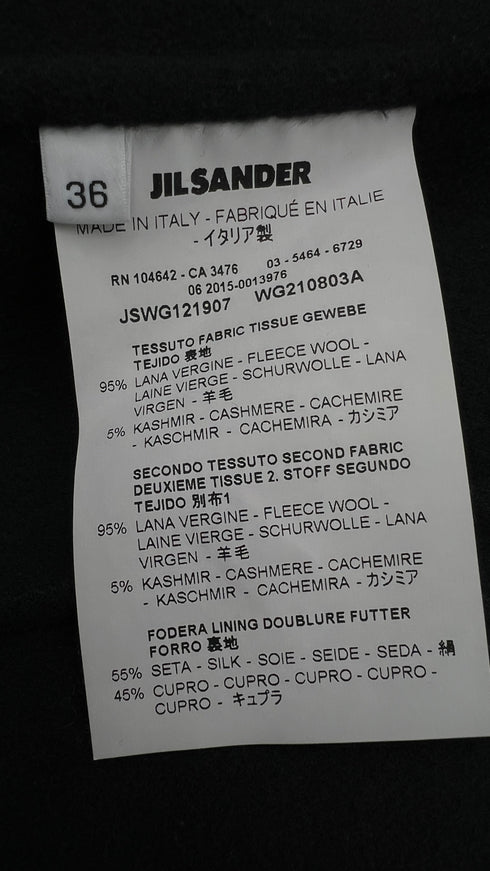 36
JIL SANDER
MADE IN ITALY - FABRIQUÉ EN ITALIE
- イタリア製
RN 104642 - CA 3476 03 - 5464 - 6729
06 2015-0013976
JSWG121907 WG210803A
TESSUTO FABRIC TISSUE GEWEBE
TEJIDO 表地
95% LANA VERGINE - FLEECE WOOL -
LAINE VIERGE - SCHURWOLLE - LANA
VIRGEN - 羊毛
5% KASHMIR - CASHMERE - CACHEMIRE
- KASCHMIR - CACHEMIRA - カシミア
SECONDO TESSUTO SECOND FABRIC
DEUXIEME TISSUE 2. STOFF SEGUNDO
TEJIDO 別布1
95% LANA VERGINE - FLEECE WOOL -
LAINE VIERGE - SCHURWOLLE - LANA
VIRGEN - 羊毛
5% KASHMIR - CASHMERE - CACHEMIRE
- KASCHMIR - CACHEMIRA - カシミア
FODERA LINING DOUBLURE FUTTER
FORRO 裏地
55% SETA - SILK - SOIE - SEIDE - SEDA - 絹
45% CUPRO - CUPRO - CUPRO - CUPRO -
CUPRO - キュプラ